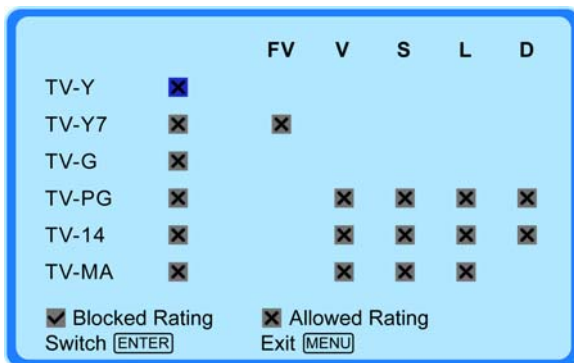 FV V S L D
TV-Y
TV-Y7
TV-G
TV-PG
TV-14
TV-MA
Blocked Rating Allowed Rating
Switch ENTER Exit MENU